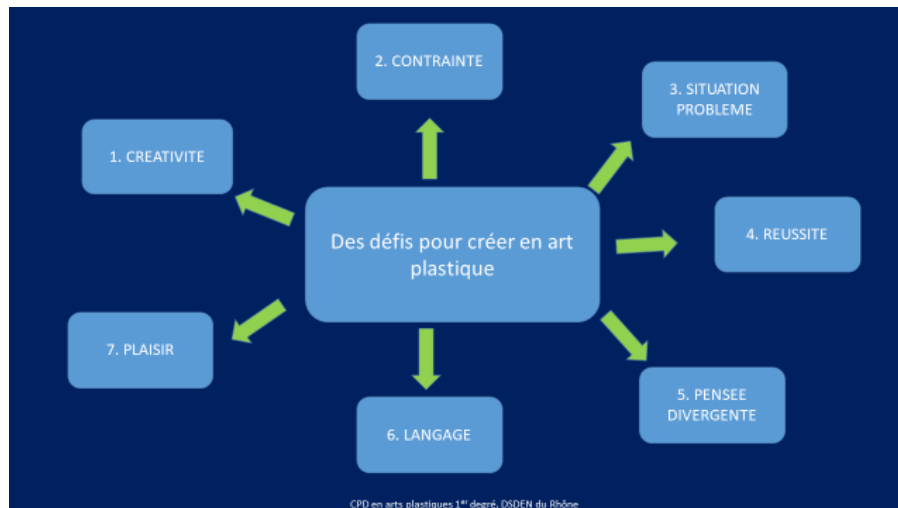 2. CONTRAINTE
3. SITUATION
PROBLEME
1. CREATIVITE
Des défis pour créer en art
plastique
4. REUSSITE
7. PLAISIR
5. PENSEE
DIVERGENTE
6. LANGAGE
CPD en arts plastiques 1er degré, DSDEN du Rhône